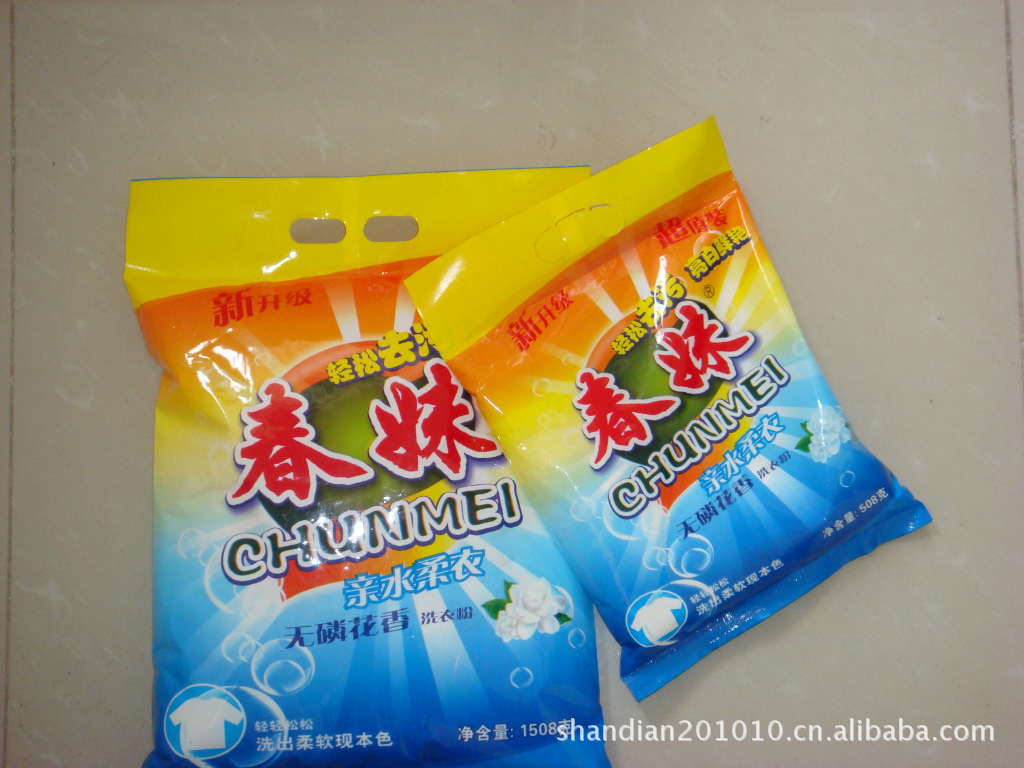 新升级
轻松去污
春妹
CHUNMEI
亲水柔衣
无磷花香 洗衣粉
轻轻松松
洗出柔软现本色
净含量: 1508克
超值装
新升级
轻松去污 亮白鲜艳
®
春妹
CHUNMEI
亲水柔衣
无磷花香 洗衣粉
净含量: 508克
轻轻松松
洗出柔软现本色
shandian201010.cn.alibaba.com